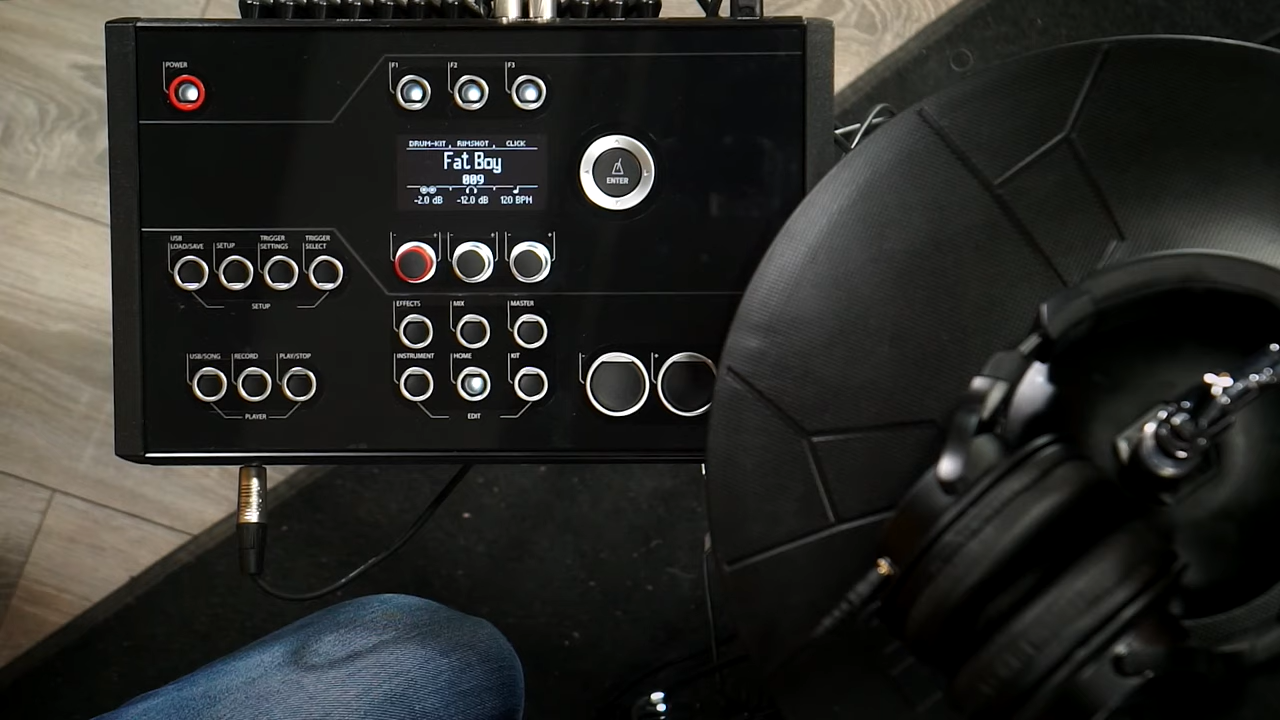 POWER
F1 F2 F3
DRUM-KIT RIMSHOT CLICK
Fat Boy
009
-2.0 dB -12.0 dB 120 BPM
ENTER
USB LOAD/SAVE
SETUP
TRIGGER SETTINGS
TRIGGER SELECT
- + - + - +
SETUP
EFFECTS MIX MASTER
USB/SONG RECORD PLAY/STOP
INSTRUMENT HOME KIT
- +
PLAYER
EDIT